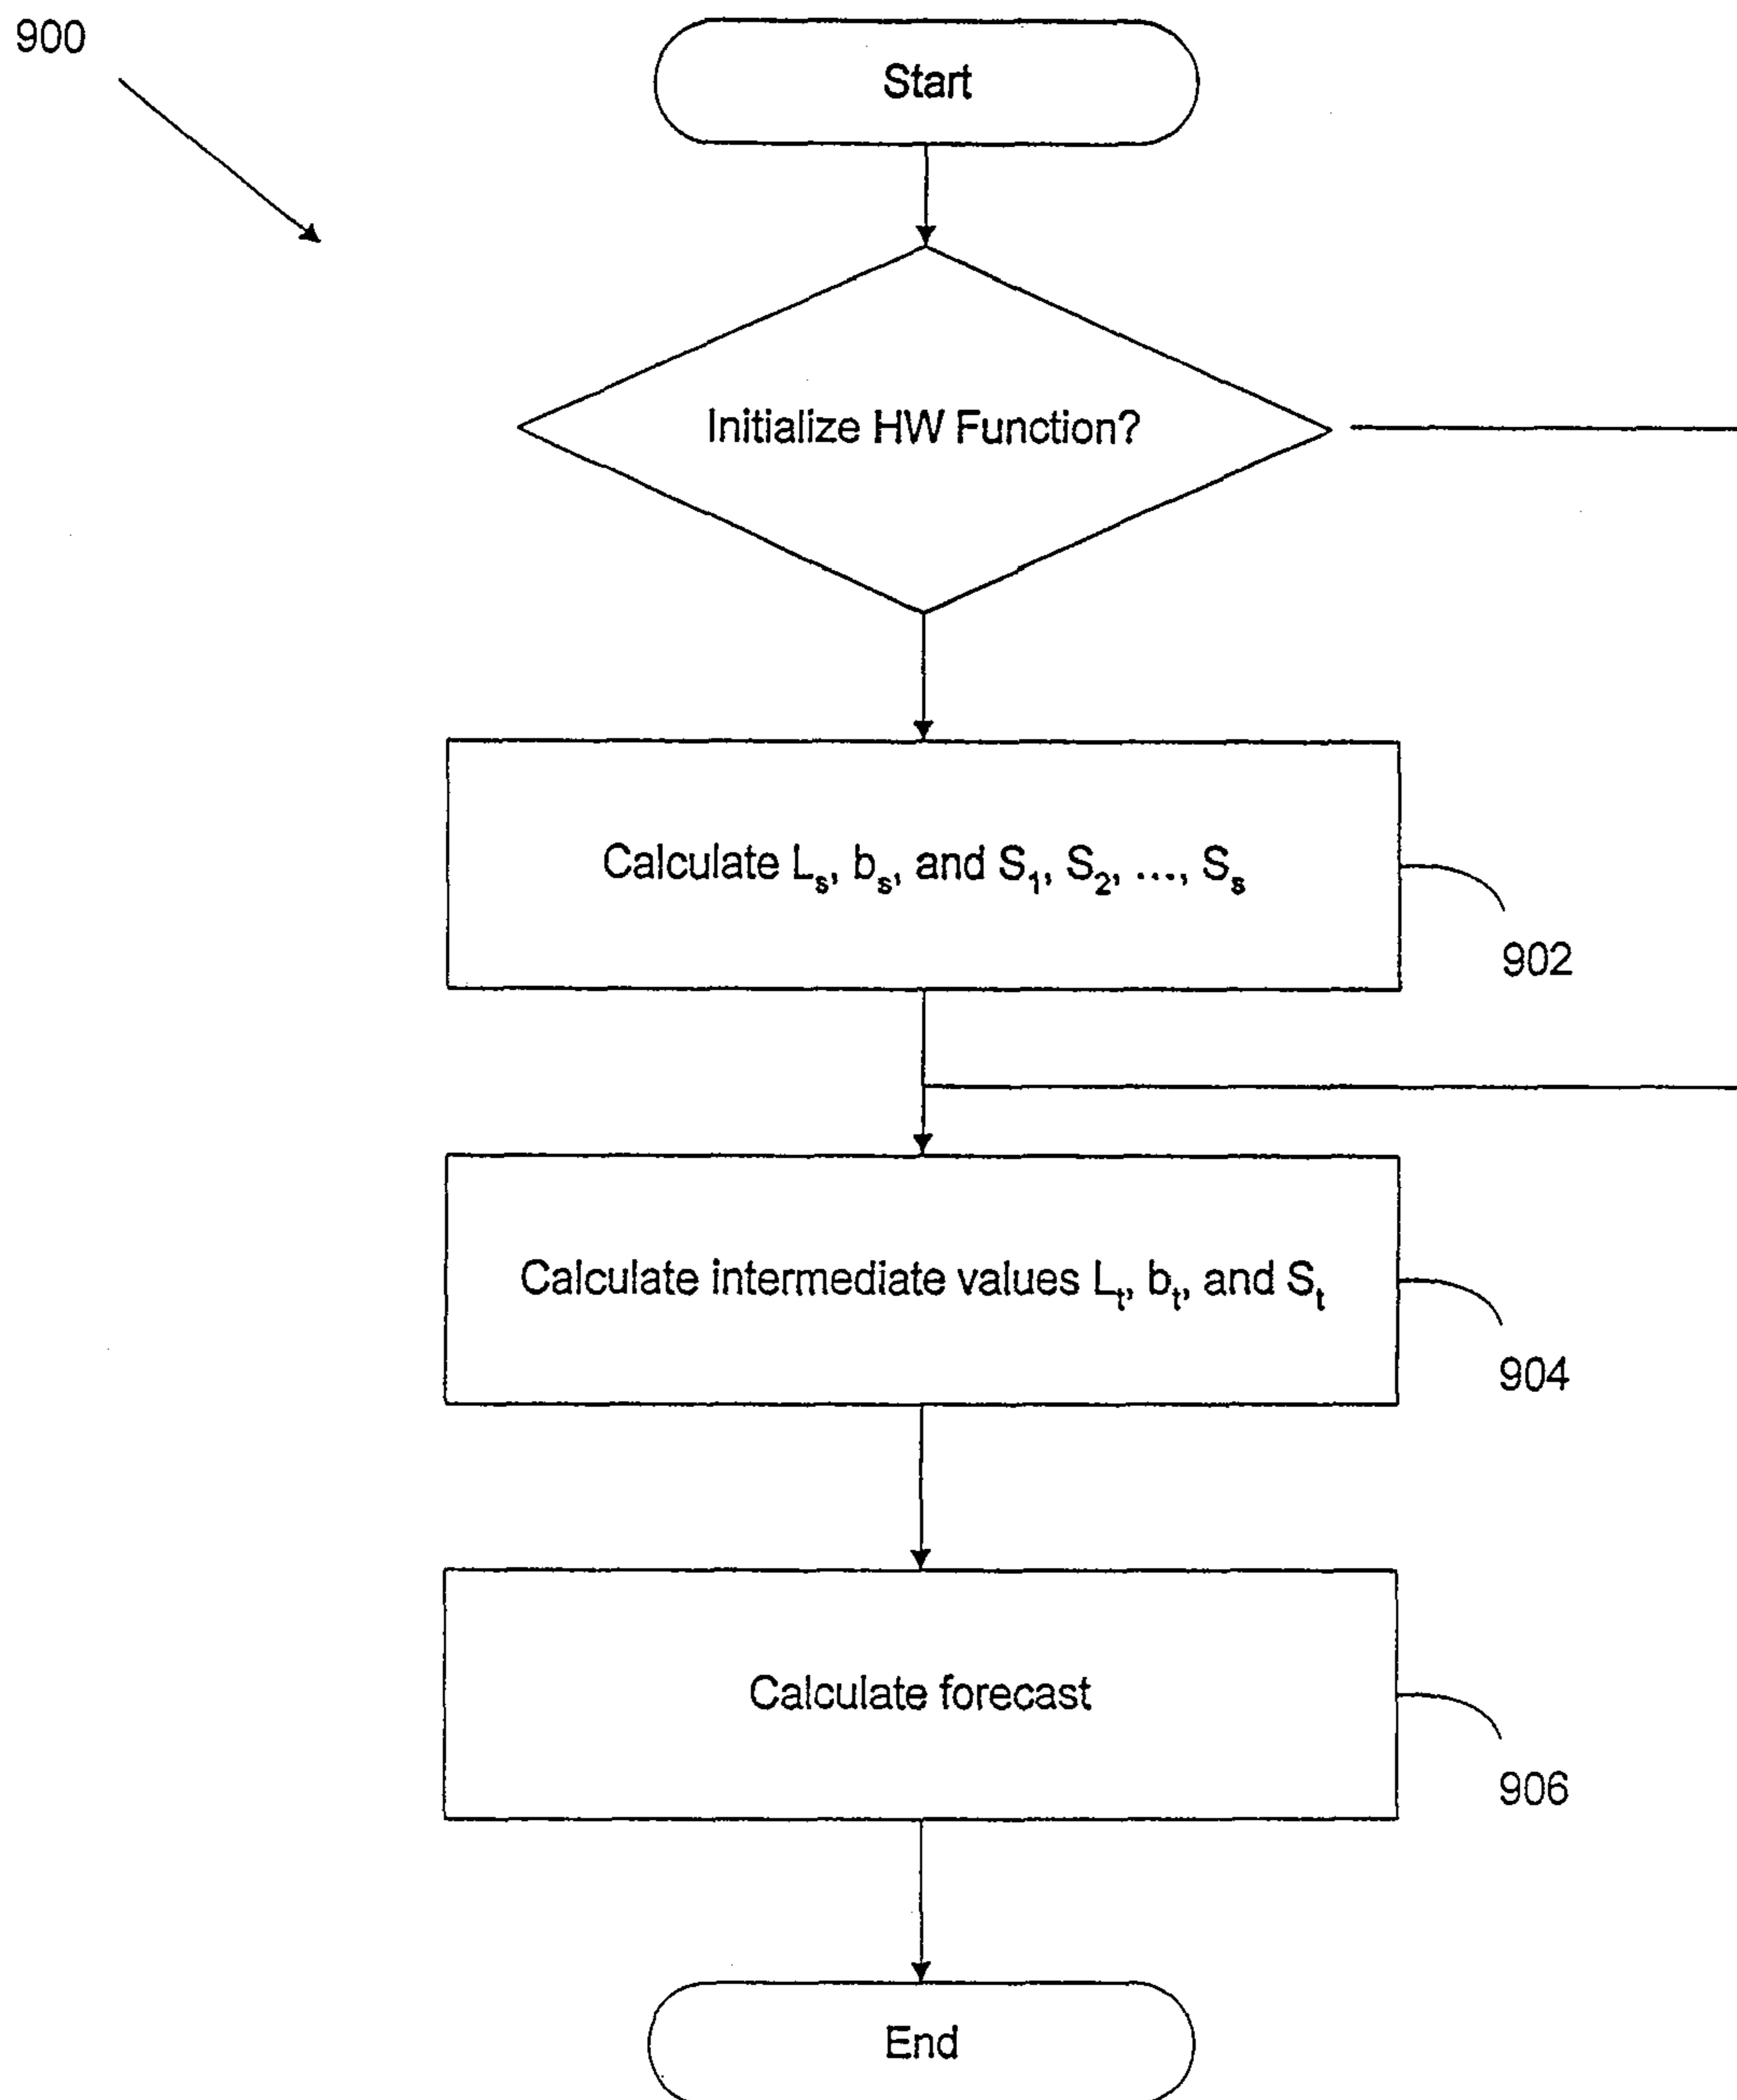 900
Start
Initialize HW Function?
Calculate Lₛ, bₛ, and S₁, S₂, ..., Sₛ
902
Calculate intermediate values Lₜ, bₜ, and Sₜ
904
Calculate forecast
906
End